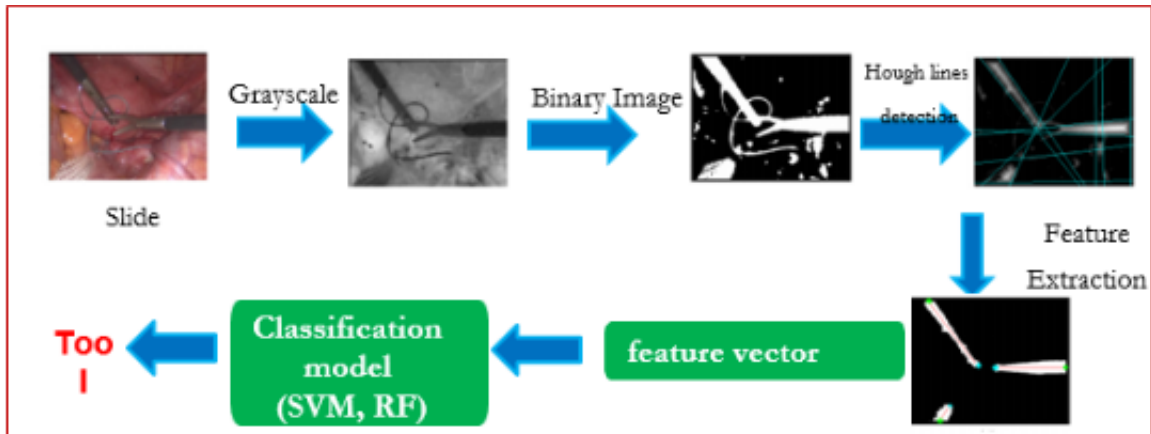 Grayscale
Binary Image
Hough lines
detection
Slide
Feature
Extraction
feature vector
Classification
model
(SVM, RF)
Too
l